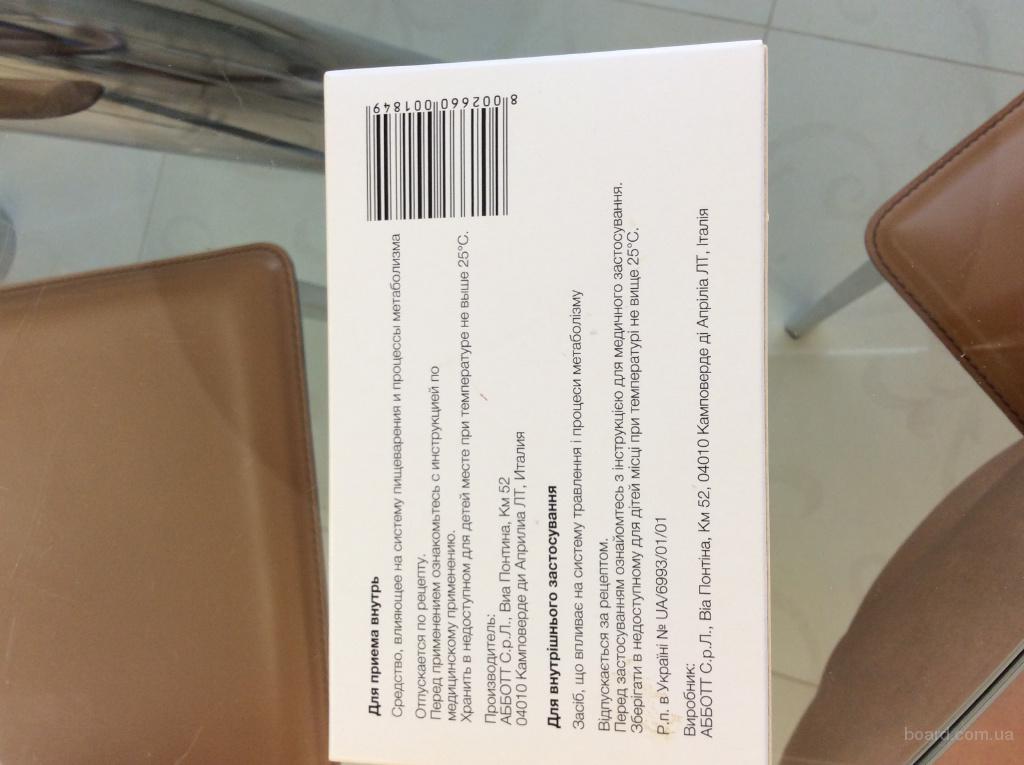 8 002660 001849
Для приема внутрь
Средство, влияющее на систему пищеварения и процессы метаболизма
Отпускается по рецепту.
Перед применением ознакомьтесь с инструкцией по
медицинскому применению.
Хранить в недоступном для детей месте при температуре не выше 25°С.
Производитель:
АББОТТ С.р.Л., Виа Понтина, Км 52
04010 Камповерде ди Априлиа ЛТ, Италия
Для внутрішнього застосування
Засіб, що впливає на систему травлення і процеси метаболізму
Відпускається за рецептом.
Перед застосуванням ознайомтесь з інструкцією для медичного застосування.
Зберігати в недоступному для дітей місці при температурі не вище 25°С.
Р.п. в Україні № UA/6993/01/01
Виробник:
АББОТТ С.р.Л., Віа Понтіна, Км 52, 04010 Камповерде ді Апріліа ЛТ, Італія
board.com.ua